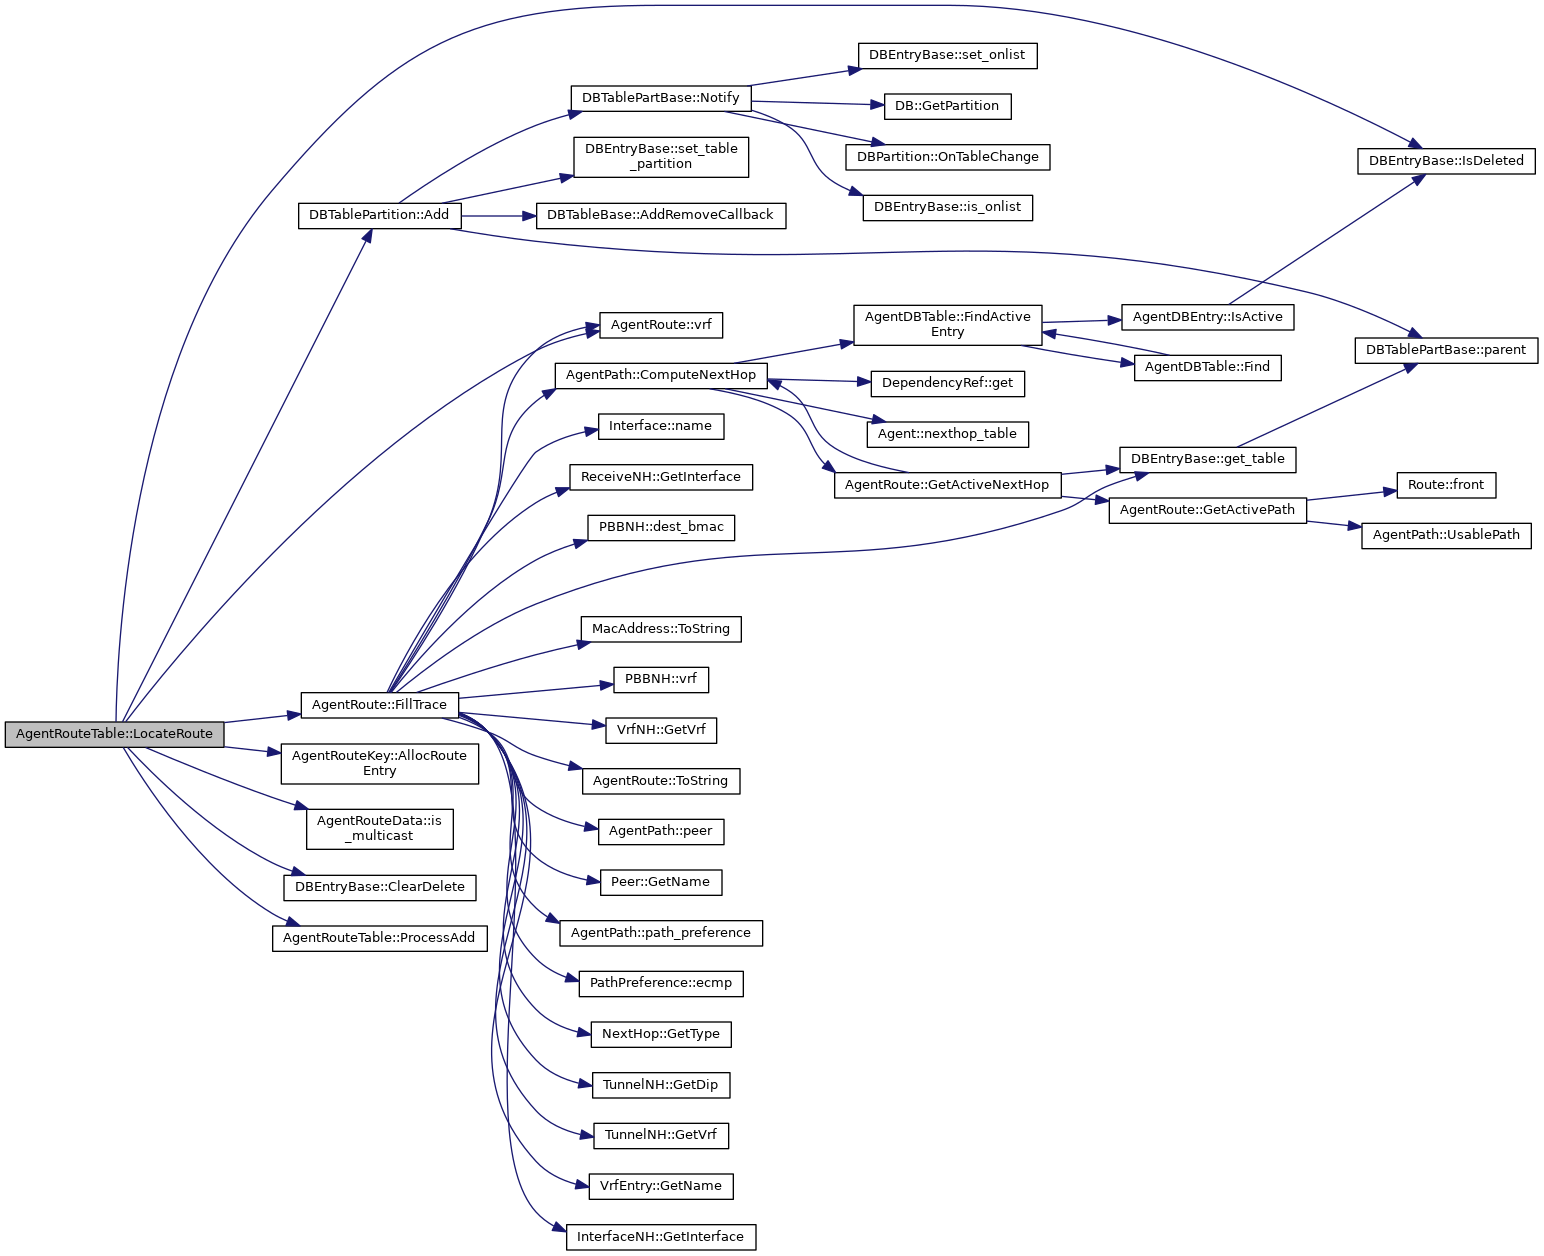 DBEntryBase::set_onlist
DBTablePartBase::Notify
DB::GetPartition
DBEntryBase::set_table
_partition
DBPartition::OnTableChange
DBEntryBase::IsDeleted
DBTablePartition::Add
DBTableBase::AddRemoveCallback
DBEntryBase::is_onlist
AgentRoute::vrf
AgentDBTable::FindActive
Entry
AgentDBEntry::IsActive
DBTablePartBase::parent
AgentPath::ComputeNextHop
DependencyRef::get
AgentDBTable::Find
Interface::name
Agent::nexthop_table
DBEntryBase::get_table
ReceiveNH::GetInterface
AgentRoute::GetActiveNextHop
Route::front
PBBNH::dest_bmac
AgentRoute::GetActivePath
AgentPath::UsablePath
MacAddress::ToString
PBBNH::vrf
AgentRoute::FillTrace
AgentRouteTable::LocateRoute
VrfNH::GetVrf
AgentRouteKey::AllocRoute
Entry
AgentRoute::ToString
AgentRouteData::is
_multicast
AgentPath::peer
DBEntryBase::ClearDelete
Peer::GetName
AgentRouteTable::ProcessAdd
AgentPath::path_preference
PathPreference::ecmp
NextHop::GetType
TunnelNH::GetDip
TunnelNH::GetVrf
VrfEntry::GetName
InterfaceNH::GetInterface